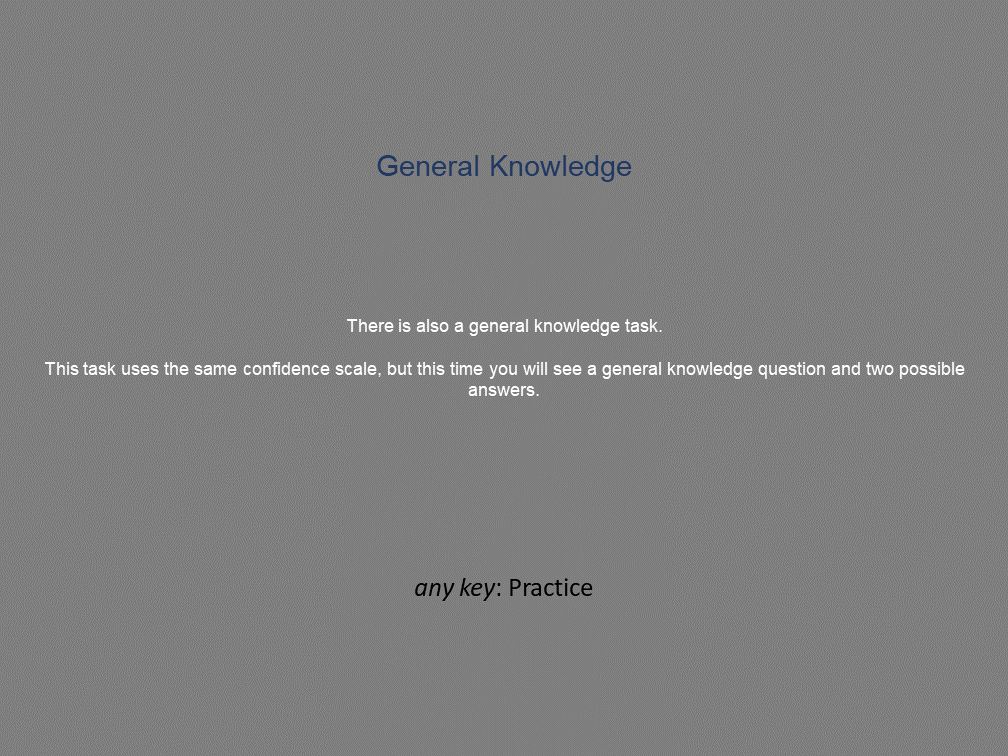 General Knowledge
There is also a general knowledge task.
This task uses the same confidence scale, but this time you will see a general knowledge question and two possible
answers.
any key: Practice